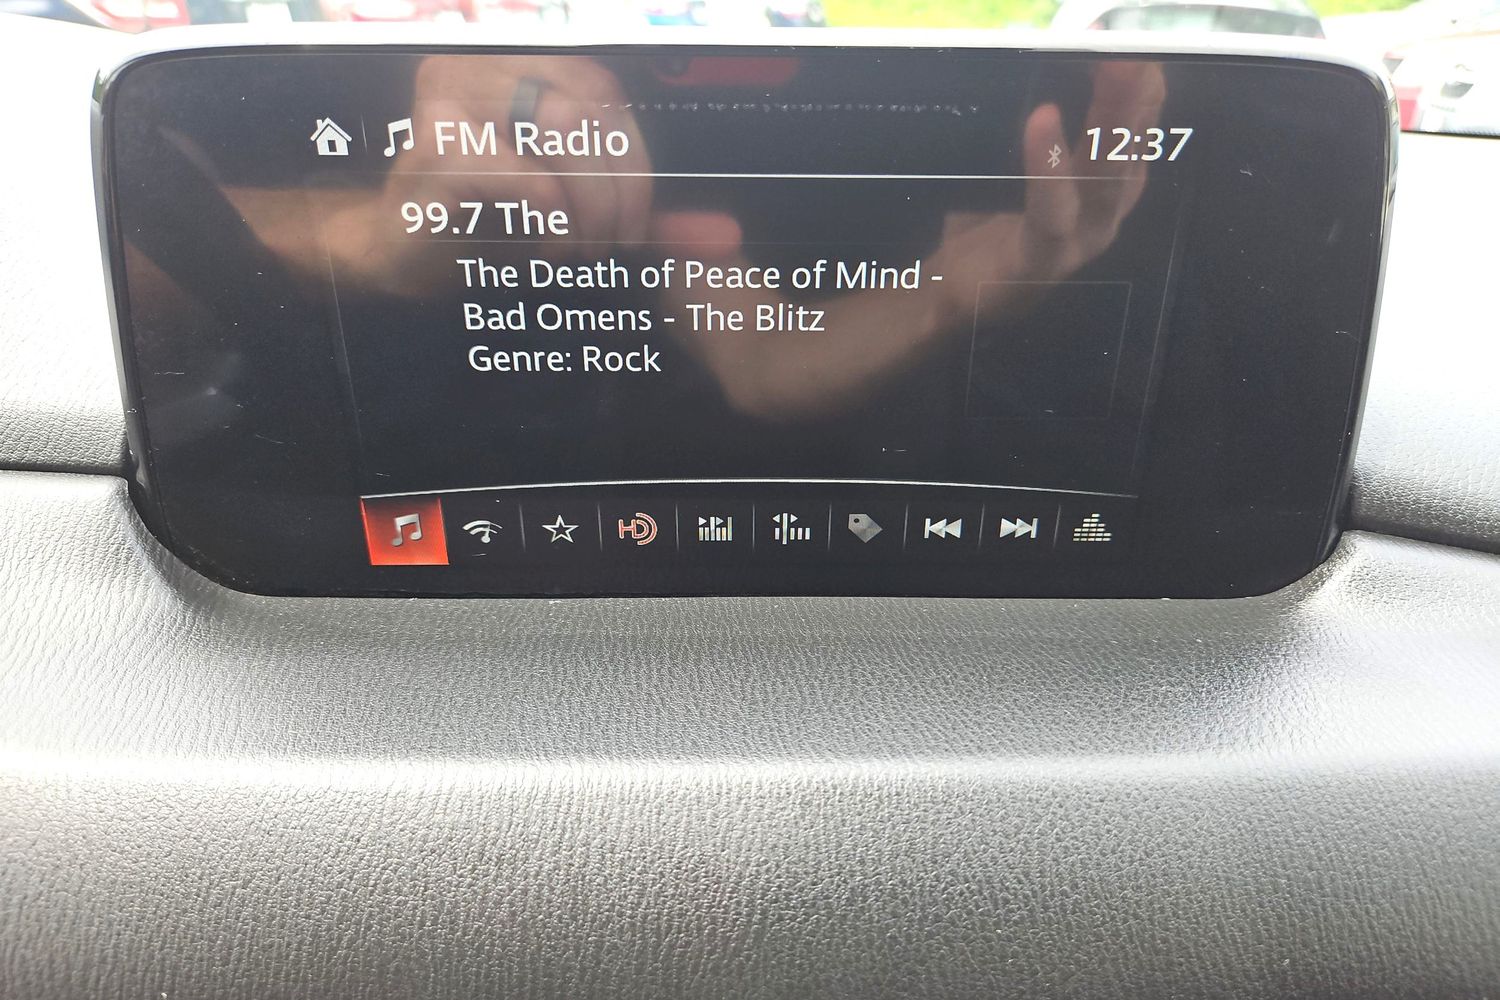 FM Radio
12:37
99.7 The
The Death of Peace of Mind -
Bad Omens - The Blitz
Genre: Rock
HD